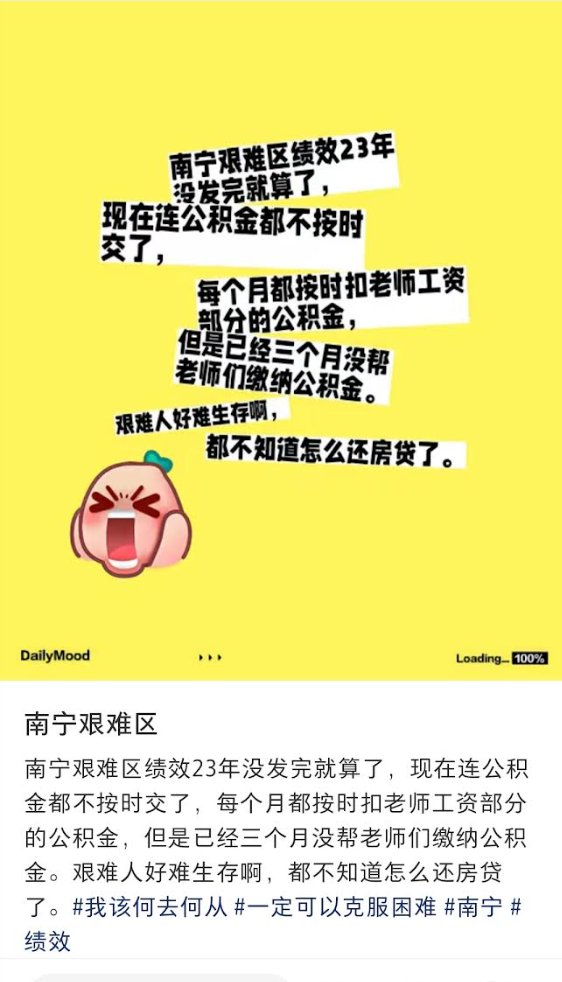 南宁艰难区绩效23年
没发完就算了，
现在连公积金都不按时
交了，
每个月都按时扣老师工资
部分的公积金，
但是已经三个月没帮
老师们缴纳公积金。
艰难人好难生存啊，
都不知道怎么还房贷了。
DailyMood
Loading... 100%
南宁艰难区
南宁艰难区绩效23年没发完就算了，现在连公积
金都不按时交了，每个月都按时扣老师工资部分
的公积金，但是已经三个月没帮老师们缴纳公积
金。艰难人好难生存啊，都不知道怎么还房贷
了。#我该何去何从 #一定可以克服困难 #南宁 #
绩效